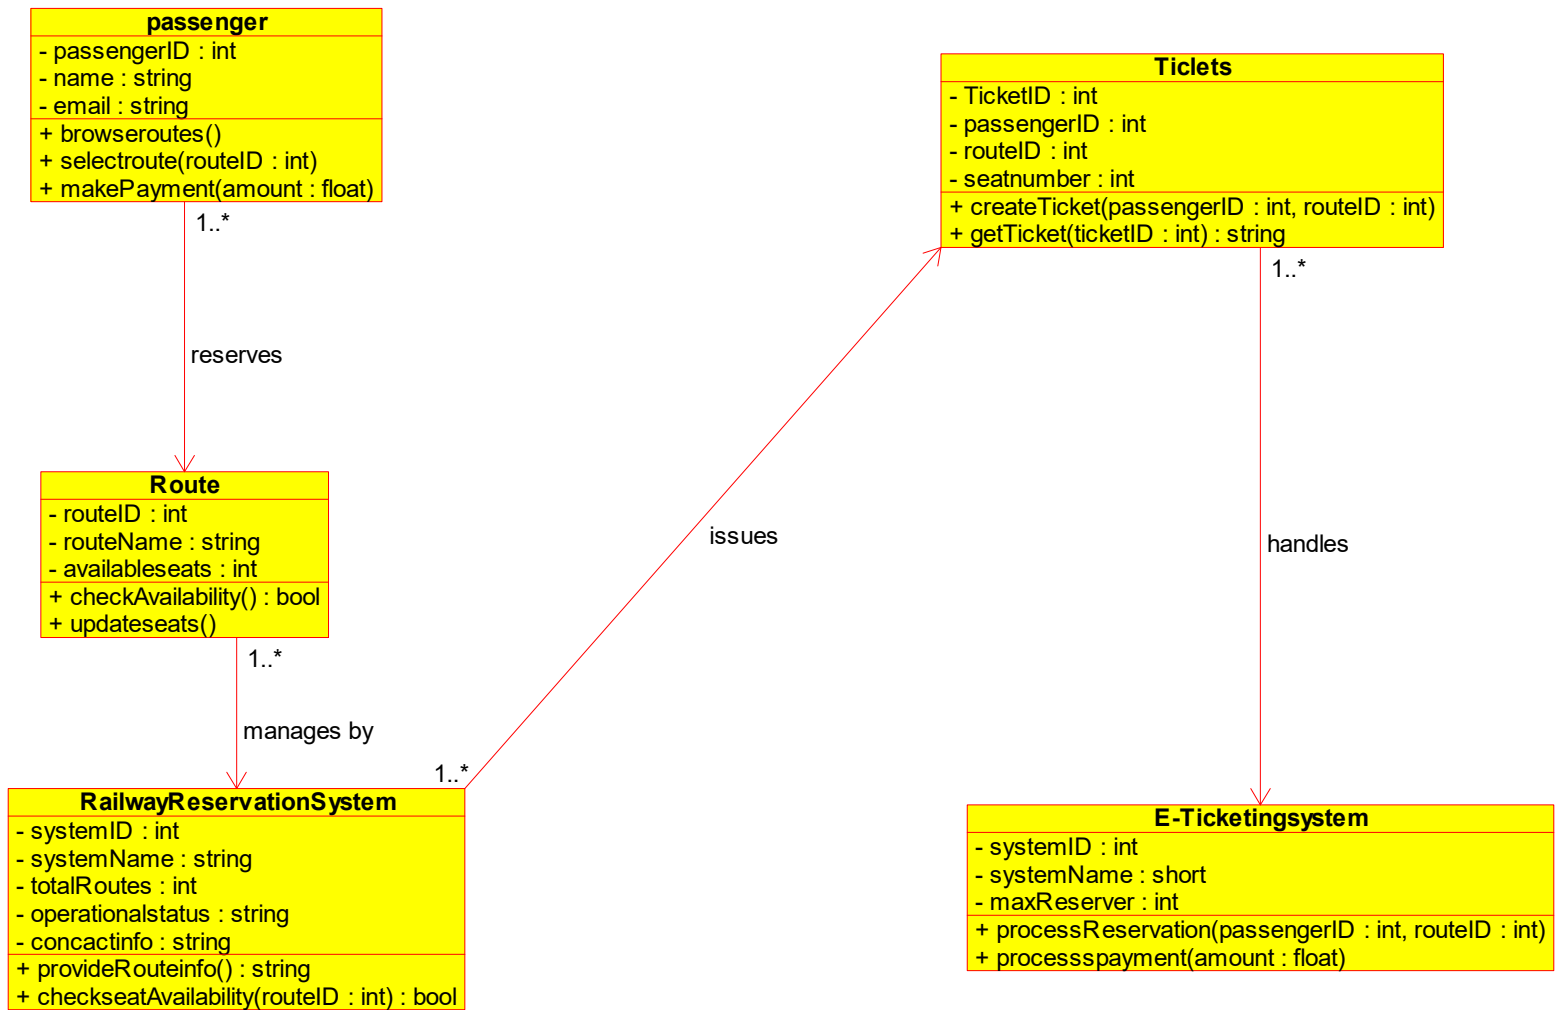 passenger
- passengerID : int
- name : string
- email : string
+ browseroutes()
+ selectroute(routeID : int)
+ makePayment(amount : float)
1..*
reserves
Route
- routeID : int
- routeName : string
- availableseats : int
+ checkAvailability() : bool
+ updateseats()
1..*
manages by
1..*
RailwayReservationSystem
- systemID : int
- systemName : string
- totalRoutes : int
- operationalstatus : string
- concactinfo : string
+ provideRouteinfo() : string
+ checkseatAvailability(routeID : int) : bool
issues
Ticlets
- TicketID : int
- passengerID : int
- routeID : int
- seatnumber : int
+ createTicket(passengerID : int, routeID : int)
+ getTicket(ticketID : int) : string
1..*
handles
E-Ticketingsystem
- systemID : int
- systemName : short
- maxReserver : int
+ processReservation(passengerID : int, routeID : int)
+ processspayment(amount : float)